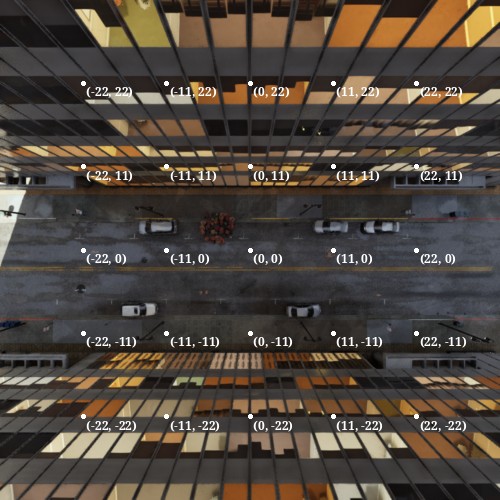 (-22, 22) (-11, 22) (0, 22) (11, 22) (22, 22)
(-22, 11) (-11, 11) (0, 11) (11, 11) (22, 11)
(-22, 0) (-11, 0) (0, 0) (11, 0) (22, 0)
(-22, -11) (-11, -11) (0, -11) (11, -11) (22, -11)
(-22, -22) (-11, -22) (0, -22) (11, -22) (22, -22)